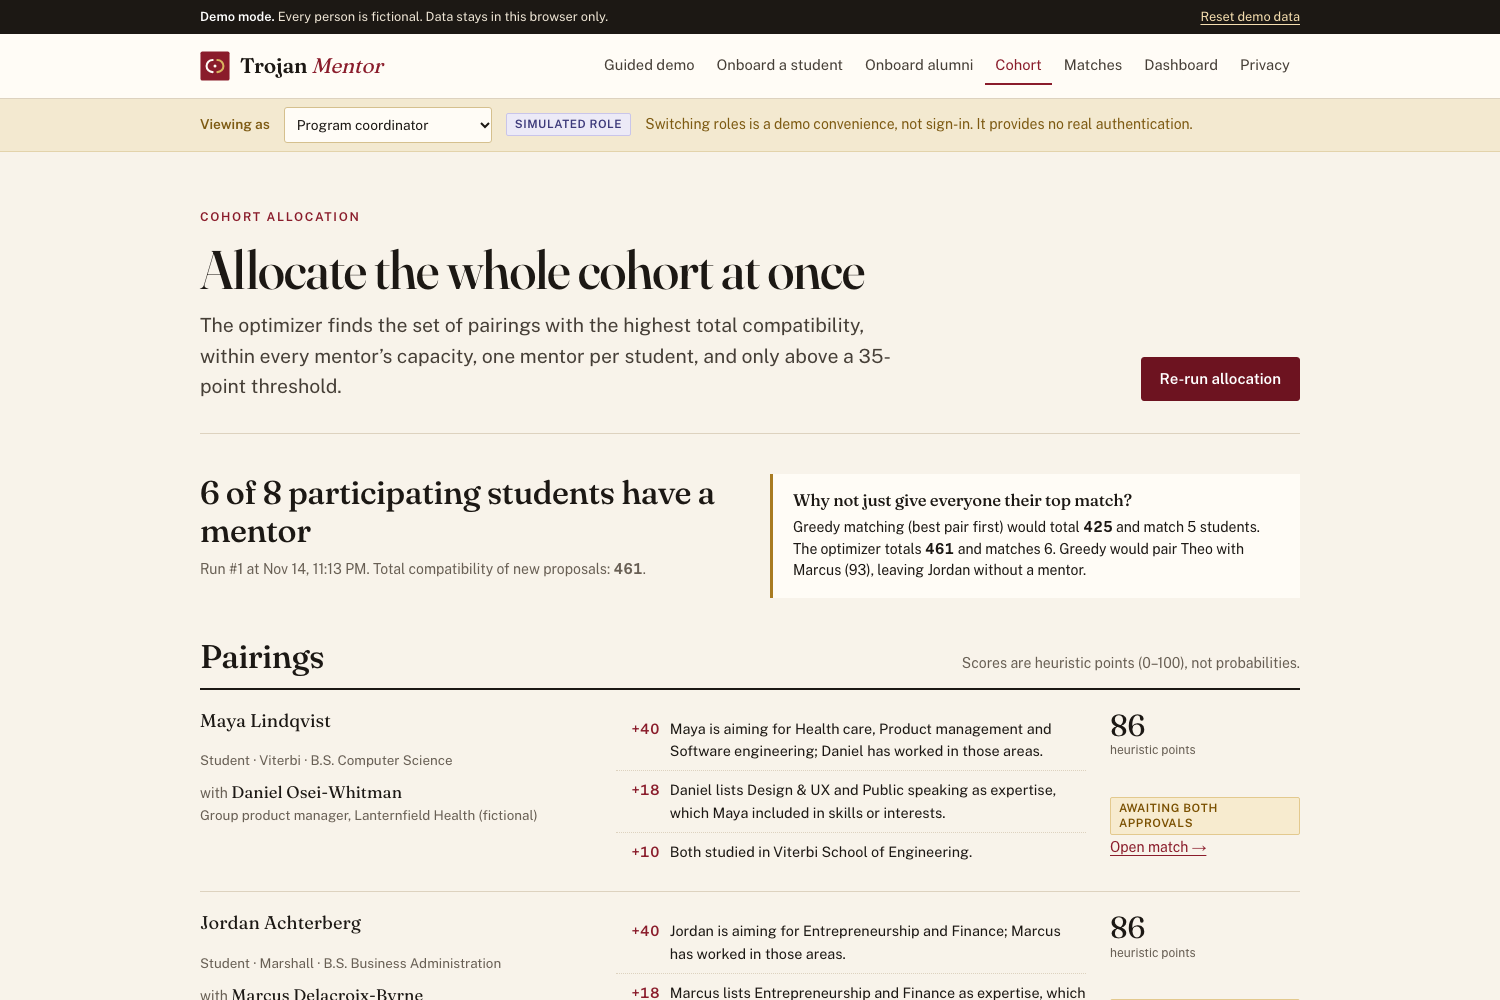 Demo mode. Every person is fictional. Data stays in this browser only.
Reset demo data
Trojan Mentor
Guided demo
Onboard a student
Onboard alumni
Cohort
Matches
Dashboard
Privacy
Viewing as
Program coordinator
SIMULATED ROLE
Switching roles is a demo convenience, not sign-in. It provides no real authentication.
COHORT ALLOCATION
Allocate the whole cohort at once
The optimizer finds the set of pairings with the highest total compatibility,
within every mentor’s capacity, one mentor per student, and only above a 35-
point threshold.
Re-run allocation
6 of 8 participating students have a
mentor
Run #1 at Nov 14, 11:13 PM. Total compatibility of new proposals: 461.
Why not just give everyone their top match?
Greedy matching (best pair first) would total 425 and match 5 students.
The optimizer totals 461 and matches 6. Greedy would pair Theo with
Marcus (93), leaving Jordan without a mentor.
Pairings
Scores are heuristic points (0–100), not probabilities.
Maya Lindqvist
Student · Viterbi · B.S. Computer Science
with Daniel Osei-Whitman
Group product manager, Lanternfield Health (fictional)
+40 Maya is aiming for Health care, Product management and
Software engineering; Daniel has worked in those areas.
+18 Daniel lists Design & UX and Public speaking as expertise,
which Maya included in skills or interests.
+10 Both studied in Viterbi School of Engineering.
86
heuristic points
AWAITING BOTH
APPROVALS
Open match →
Jordan Achterberg
Student · Marshall · B.S. Business Administration
with Marcus Delacroix-Byrne
+40 Jordan is aiming for Entrepreneurship and Finance; Marcus
has worked in those areas.
+18 Marcus lists Entrepreneurship and Finance as expertise, which
86
heuristic points